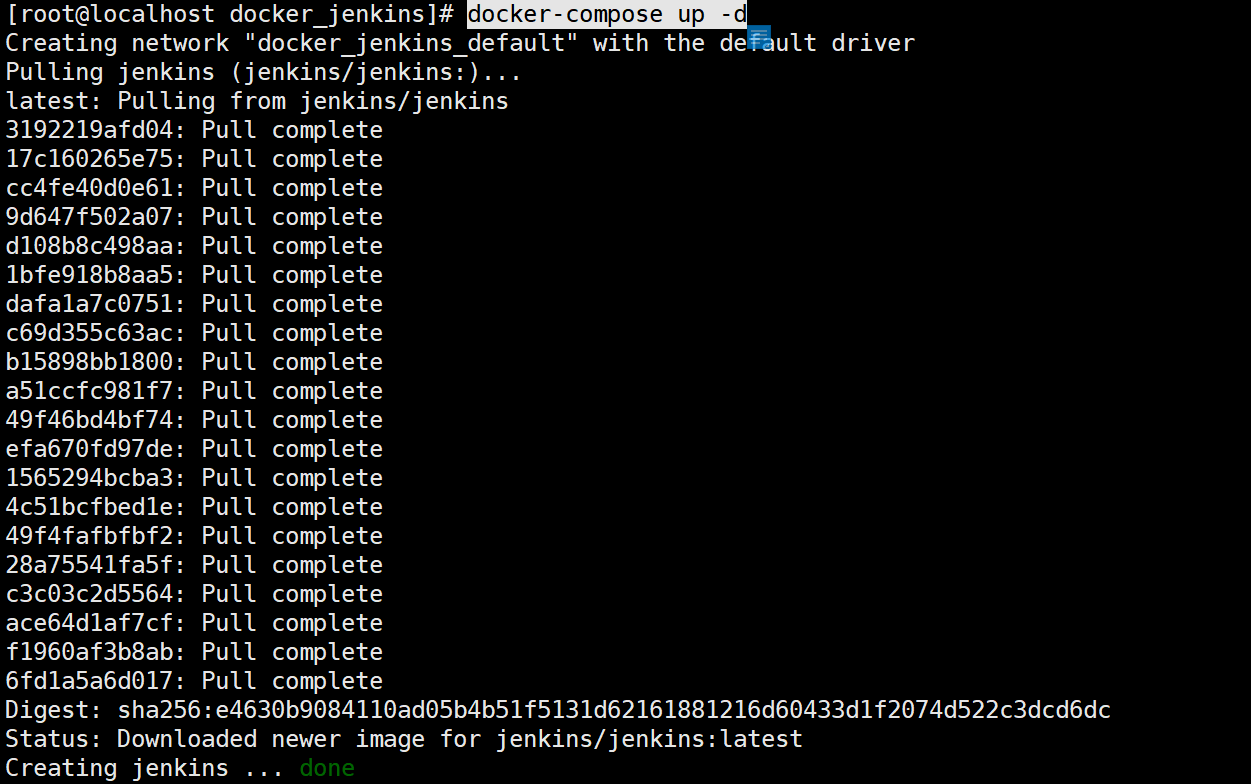 [root@localhost docker_jenkins]# docker-compose up -d
Creating network "docker_jenkins_default" with the default driver
Pulling jenkins (jenkins/jenkins:)...
latest: Pulling from jenkins/jenkins
3192219afd04: Pull complete
17c160265e75: Pull complete
cc4fe40d0e61: Pull complete
9d647f502a07: Pull complete
d108b8c498aa: Pull complete
1bfe918b8aa5: Pull complete
dafa1a7c0751: Pull complete
c69d355c63ac: Pull complete
b15898bb1800: Pull complete
a51ccfc981f7: Pull complete
49f46bd4bf74: Pull complete
efa670fd97de: Pull complete
1565294bcba3: Pull complete
4c51bcfbed1e: Pull complete
49f4fafbfbf2: Pull complete
28a75541fa5f: Pull complete
c3c03c2d5564: Pull complete
ace64d1af7cf: Pull complete
f1960af3b8ab: Pull complete
6fd1a5a6d017: Pull complete
Digest: sha256:e4630b9084110ad05b4b51f5131d62161881216d60433d1f2074d522c3dcd6dc
Status: Downloaded newer image for jenkins/jenkins:latest
Creating jenkins ... done